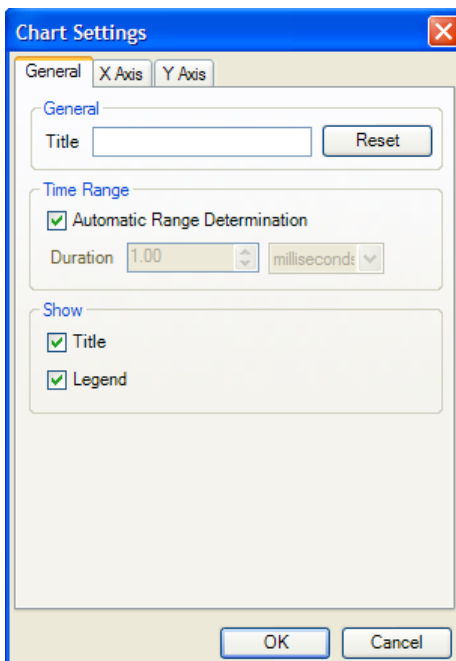 Chart Settings
General X Axis Y Axis
General
Title Reset
Time Range
Automatic Range Determination
Duration 1.00 milliseconds
Show
Title
Legend
OK Cancel